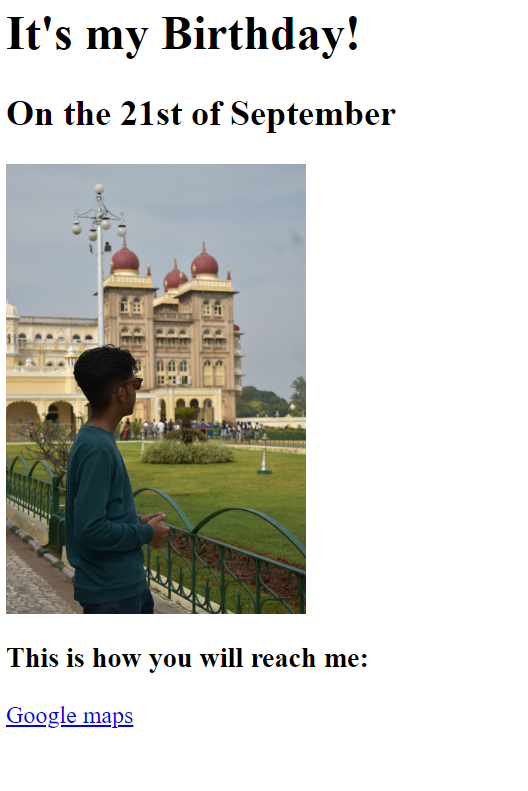 It's my Birthday!
On the 21st of September
This is how you will reach me:
Google maps